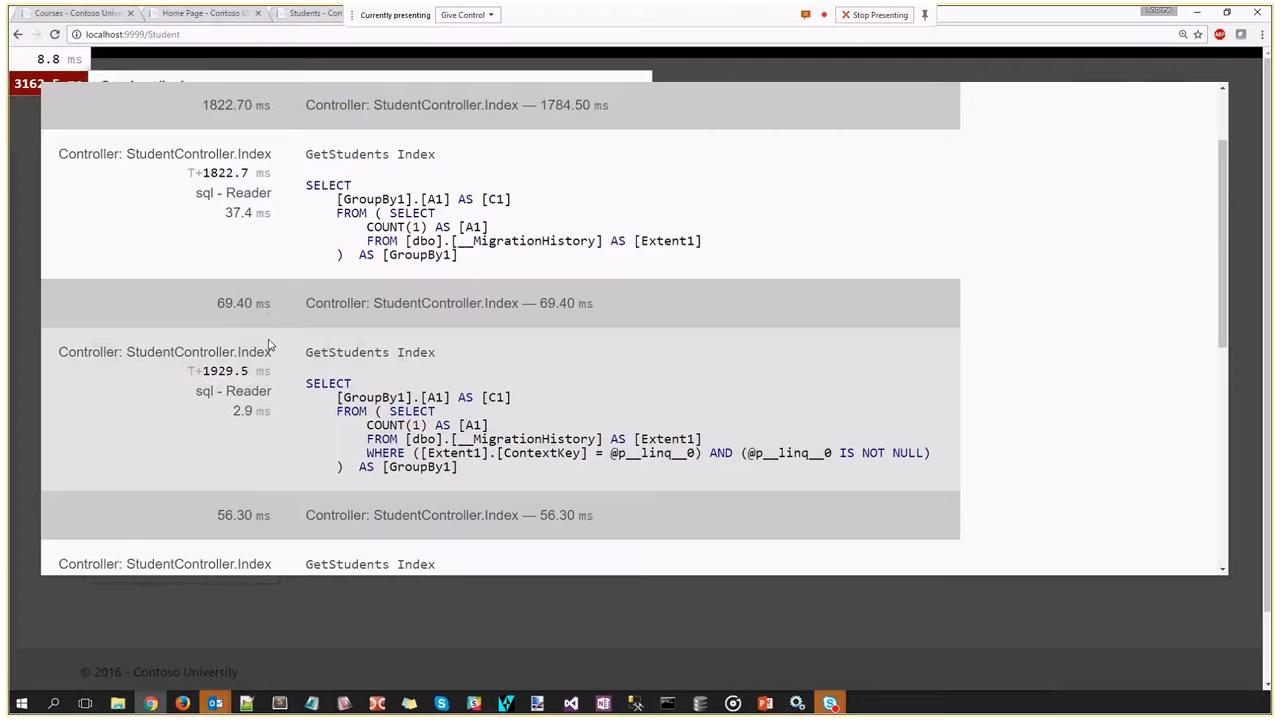 Courses - Contoso Unive
Home Page - Contoso U
Students - Con
Currently presenting
Give Control
Stop Presenting
Andrew
localhost:9999/Student
ABP
8.8 ms
3162.5 ms
1822.70 ms
Controller: StudentController.Index — 1784.50 ms
Controller: StudentController.Index
T+1822.7 ms
sql - Reader
37.4 ms
GetStudents Index
SELECT
[GroupBy1].[A1] AS [C1]
FROM ( SELECT
COUNT(1) AS [A1]
FROM [dbo].[__MigrationHistory] AS [Extent1]
) AS [GroupBy1]
69.40 ms
Controller: StudentController.Index — 69.40 ms
Controller: StudentController.Index
T+1929.5 ms
sql - Reader
2.9 ms
GetStudents Index
SELECT
[GroupBy1].[A1] AS [C1]
FROM ( SELECT
COUNT(1) AS [A1]
FROM [dbo].[__MigrationHistory] AS [Extent1]
WHERE ([Extent1].[ContextKey] = @p__linq__0) AND (@p__linq__0 IS NOT NULL)
) AS [GroupBy1]
56.30 ms
Controller: StudentController.Index — 56.30 ms
Controller: StudentController.Index
GetStudents Index
© 2016 - Contoso University